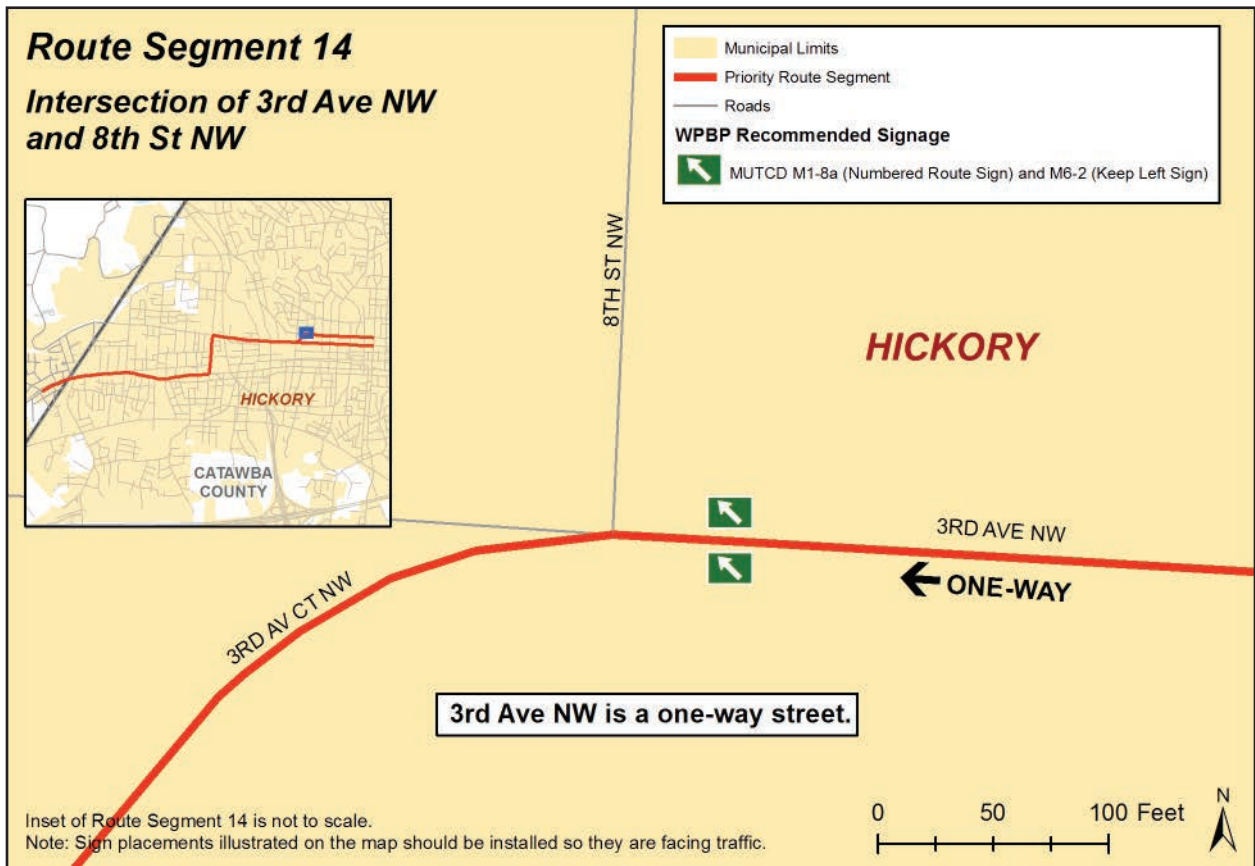 Route Segment 14
Intersection of 3rd Ave NW
and 8th St NW
Municipal Limits
Priority Route Segment
Roads
WPBP Recommended Signage
MUTCD M1-8a (Numbered Route Sign) and M6-2 (Keep Left Sign)
HICKORY
CATAWBA
COUNTY
8TH ST NW
HICKORY
3RD AVE NW
ONE-WAY
3RD AV CT NW
3rd Ave NW is a one-way street.
Inset of Route Segment 14 is not to scale.
Note: Sign placements illustrated on the map should be installed so they are facing traffic.
0 50 100 Feet
N